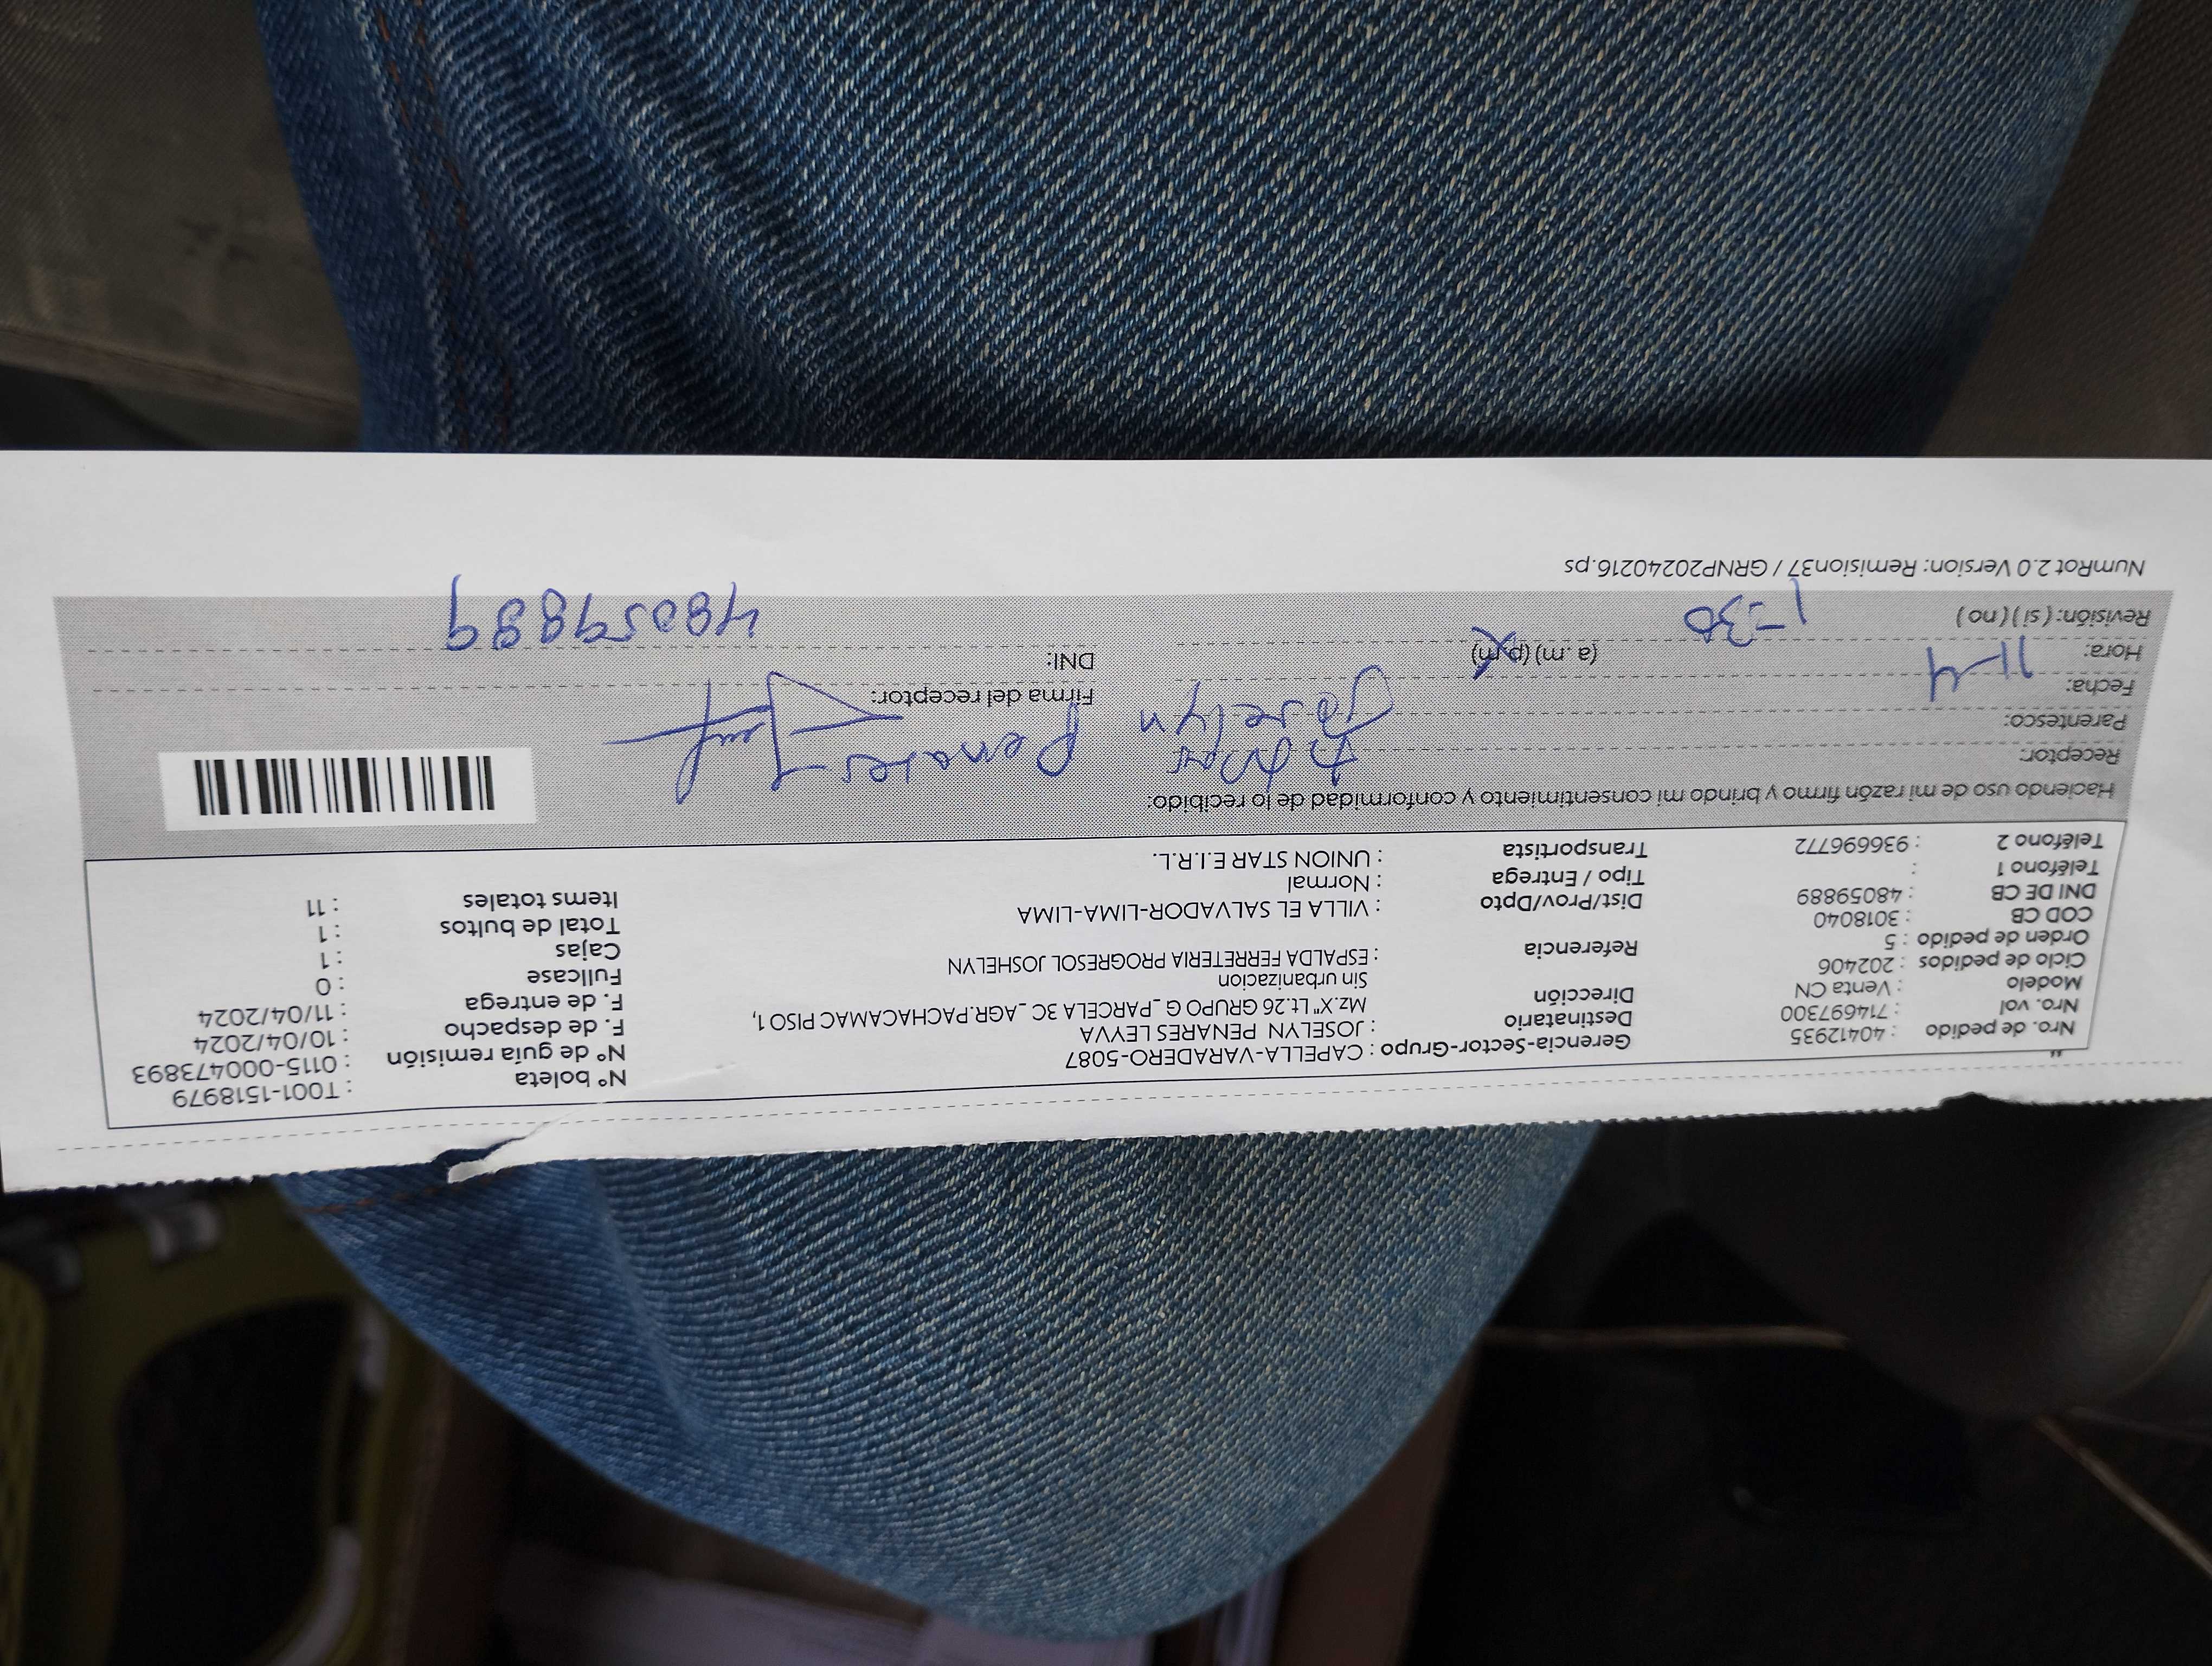 Nro. de pedido : 40412935
Nro. vol : 714697300
Modelo : Venta CN
Ciclo de pedidos : 202406
Orden de pedido : 5
COD CB : 3018040
DNI DE CB : 48059889
Teléfono 1 :
Teléfono 2 : 936696772
Gerencia-Sector-Grupo : CAPELLA-VARADERO-5087
Destinatario : JOSELYN PENARES LEYVA
Dirección Mz."X" Lt.26 GRUPO G _PARCELA 3C _AGR.PACHACAMAC PISO 1,
Sin urbanizacion
Referencia : ESPALDA FERRETERIA PROGRESOL JOSHELYN
Dist/Prov/Dpto : VILLA EL SALVADOR-LIMA-LIMA
Tipo / Entrega : Normal
Transportista : UNION STAR E.I.R.L.
N° boleta : T001-1518979
N° de guía remisión : 0115-000473893
F. de despacho : 10/04/2024
F. de entrega : 11/04/2024
Fullcase : 0
Cajas : 1
Total de bultos : 1
Items totales : 11
Haciendo uso de mi razón firmo y brindo mi consentimiento y conformidad de lo recibido:
Receptor:
Parentesco: Joselyn Penares
Fecha: 11-4
Firma del receptor:
Hora: 1-30 (a. m) (p.m)
DNI: 48059889
Revisión: ( si ) ( no )
NumRot 2.0 Version: Remision37 / GRNP20240216.ps